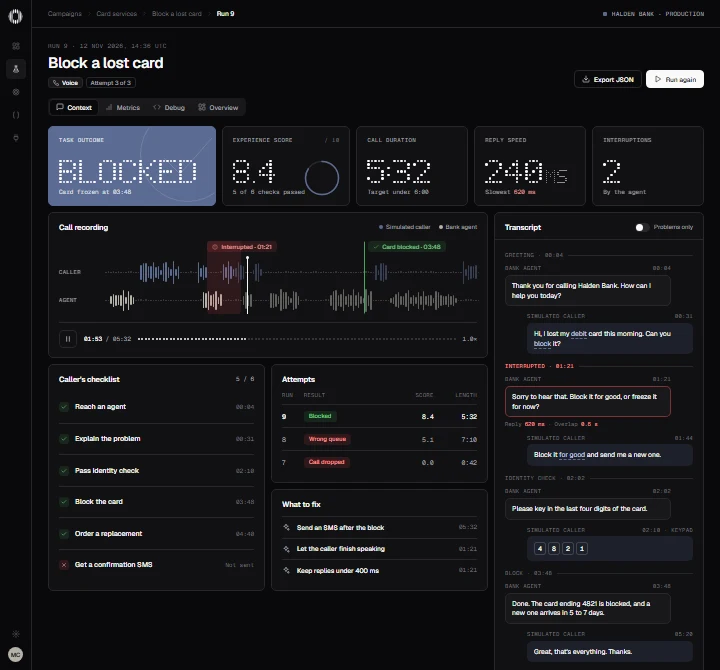 Campaigns / Card services / Block a lost card / Run 9
HALDEN BANK · PRODUCTION
RUN 9 · 12 NOV 2026, 14:36 UTC
Block a lost card
Voice
Attempt 3 of 3
Export JSON
Run again
Context
Metrics
Debug
Overview
TASK OUTCOME
BLOCKED
Card frozen at 03:48
EXPERIENCE SCORE
/ 10
8 4
5 of 6 checks passed
CALL DURATION
5:32
Target under 6:00
REPLY SPEED
240MS
Slowest 620 ms
INTERRUPTIONS
2
By the agent
Call recording
Simulated caller
Bank agent
Interrupted · 01:21
Card blocked · 03:48
CALLER
AGENT
01:53 / 05:32
1.0×
Caller's checklist
5 / 6
Reach an agent
00:04
Explain the problem
00:31
Pass identity check
02:10
Block the card
03:48
Order a replacement
04:40
Get a confirmation SMS
Not sent
Attempts
RUN RESULT SCORE LENGTH
9 Blocked 8.4 5:32
8 Wrong queue 5.1 7:10
7 Call dropped 0.0 0:42
What to fix
Send an SMS after the block
05:32
Let the caller finish speaking
01:21
Keep replies under 400 ms
01:21
Transcript
Problems only
GREETING · 00:04
BANK AGENT
00:04
Thank you for calling Halden Bank. How can I
help you today?
SIMULATED CALLER
00:31
Hi, I lost my debit card this morning. Can you
block it?
INTERRUPTED · 01:21
BANK AGENT
01:21
Sorry to hear that. Block it for good, or freeze it
for now?
Reply 620 ms · Overlap 0.6 s
SIMULATED CALLER
01:44
Block it for good and send me a new one.
IDENTITY CHECK · 02:02
BANK AGENT
02:02
Please key in the last four digits of the card.
SIMULATED CALLER
02:10 · KEYPAD
4 8 2 1
BLOCK · 03:48
BANK AGENT
03:48
Done. The card ending 4821 is blocked, and a
new one arrives in 5 to 7 days.
SIMULATED CALLER
05:20
Great, that's everything. Thanks.
MC